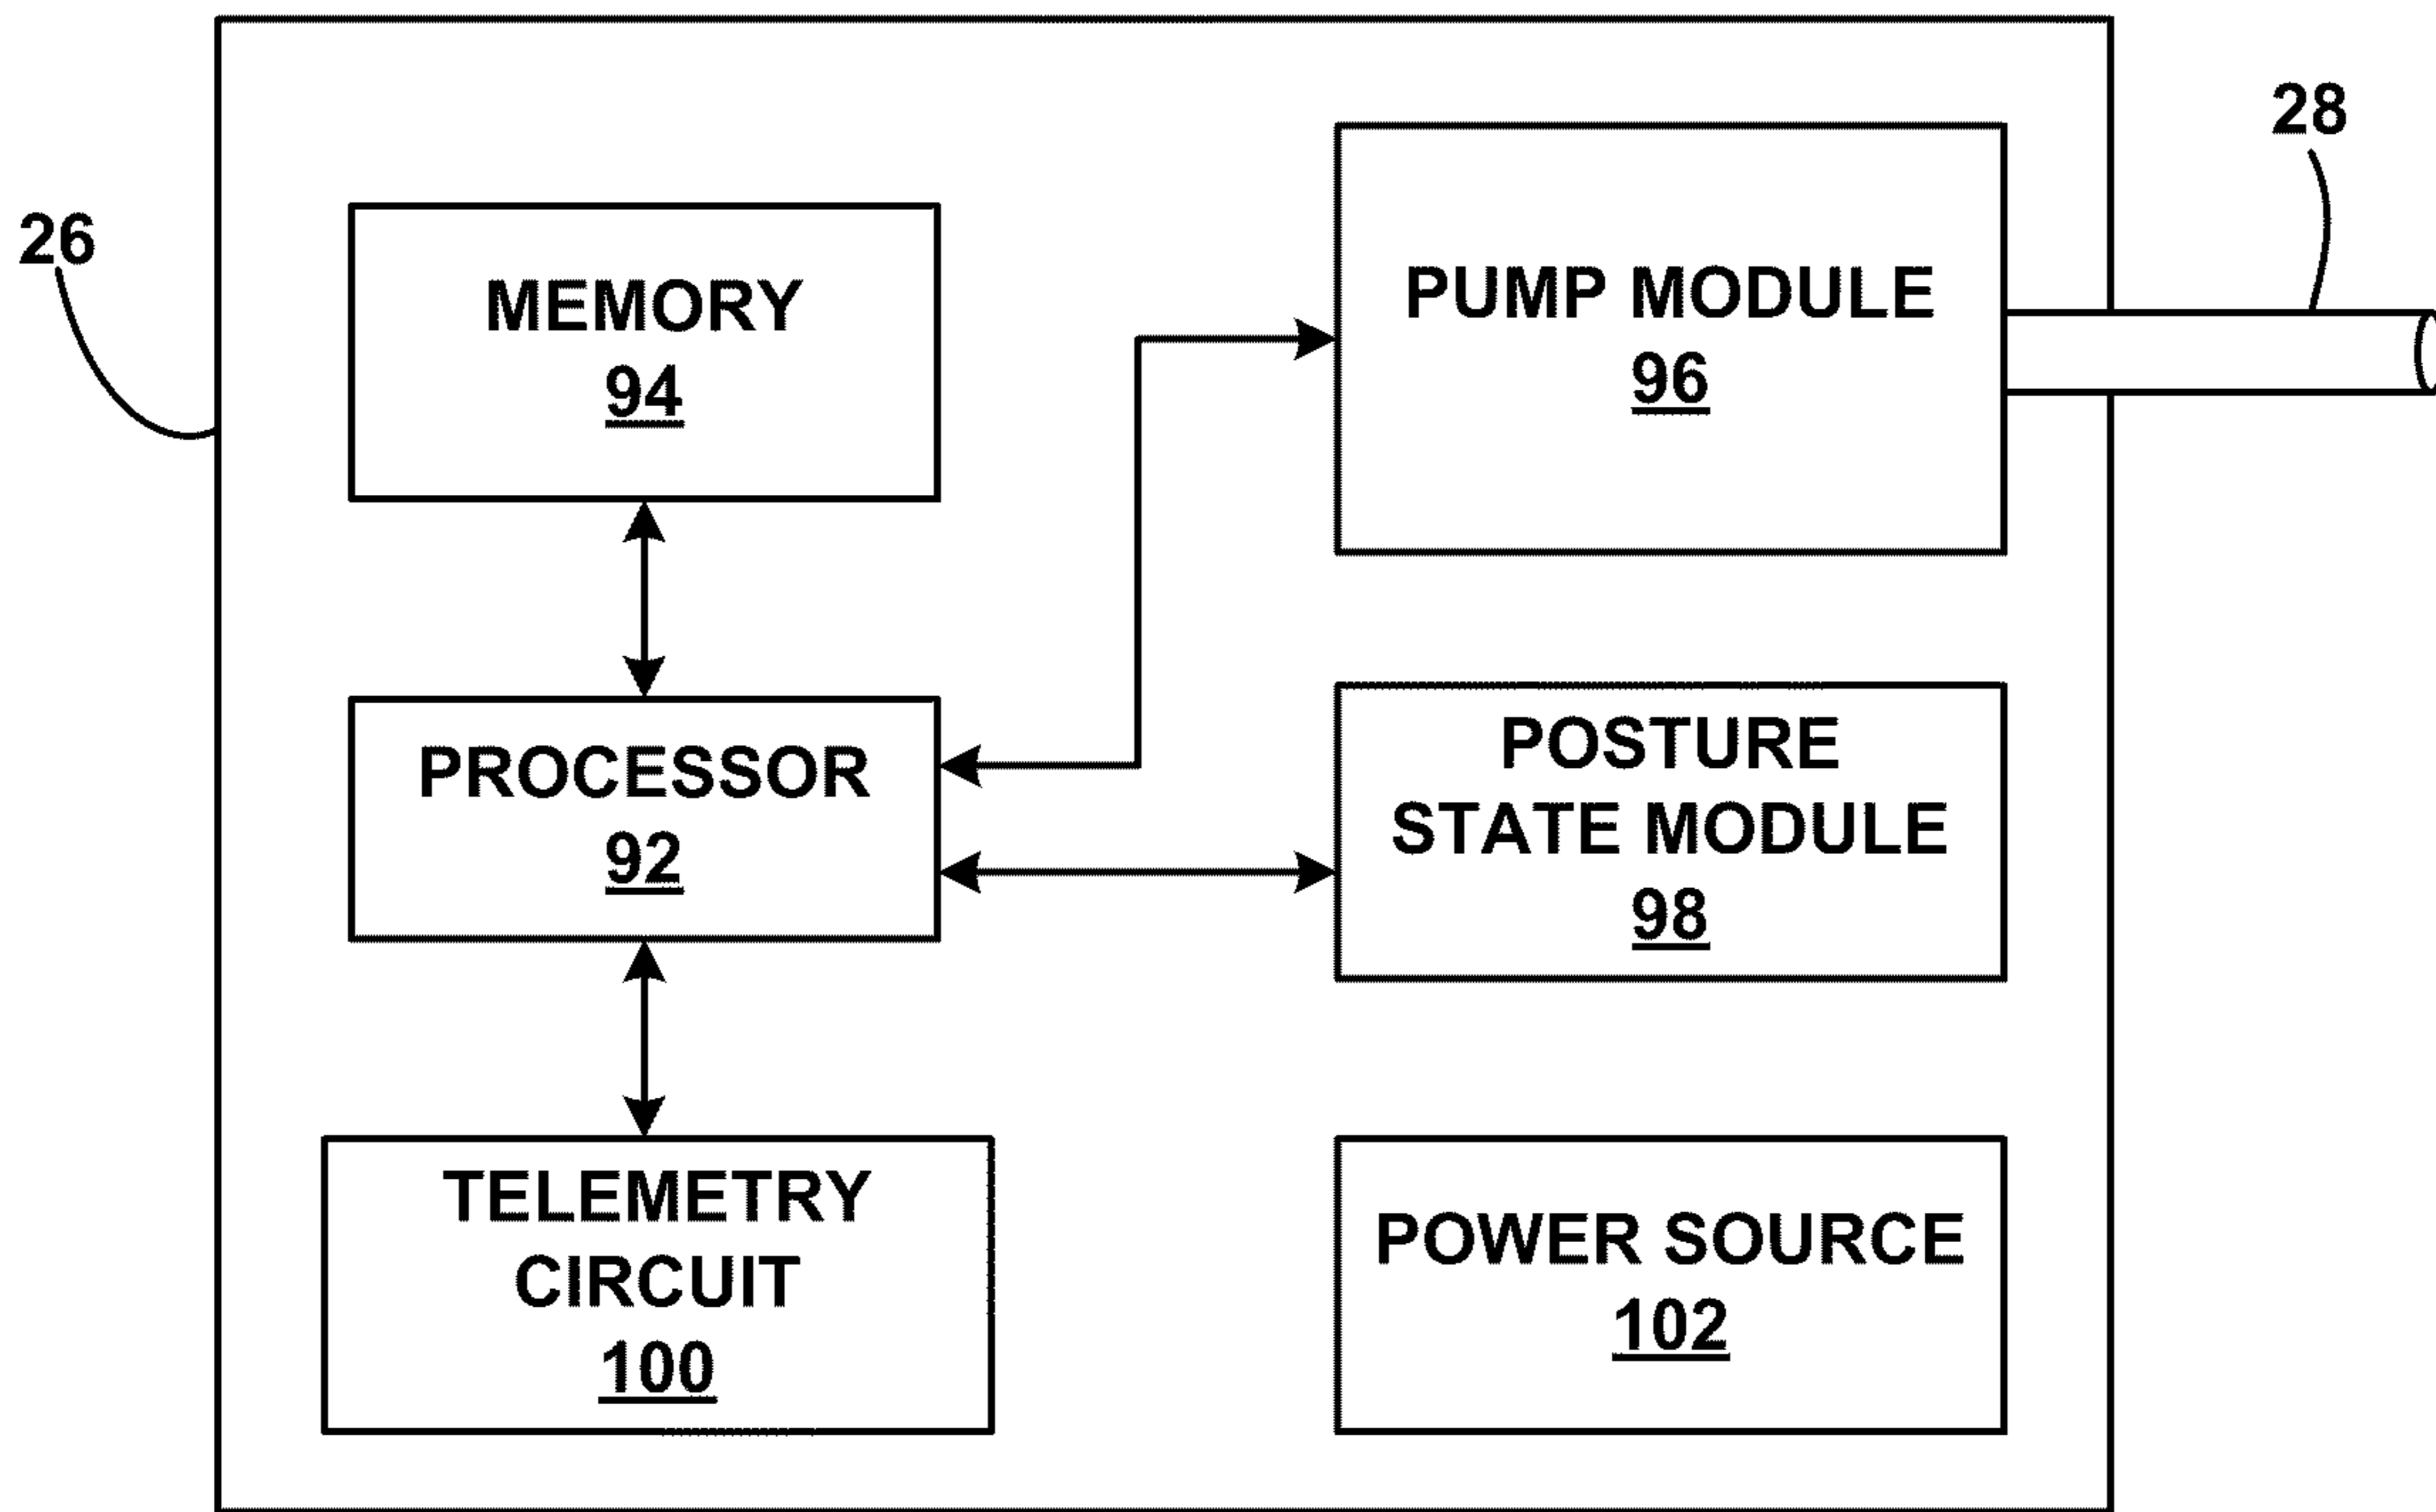 28
26
MEMORY
94
PUMP MODULE
96
PROCESSOR
92
POSTURE
STATE MODULE
98
TELEMETRY
CIRCUIT
100
POWER SOURCE
102